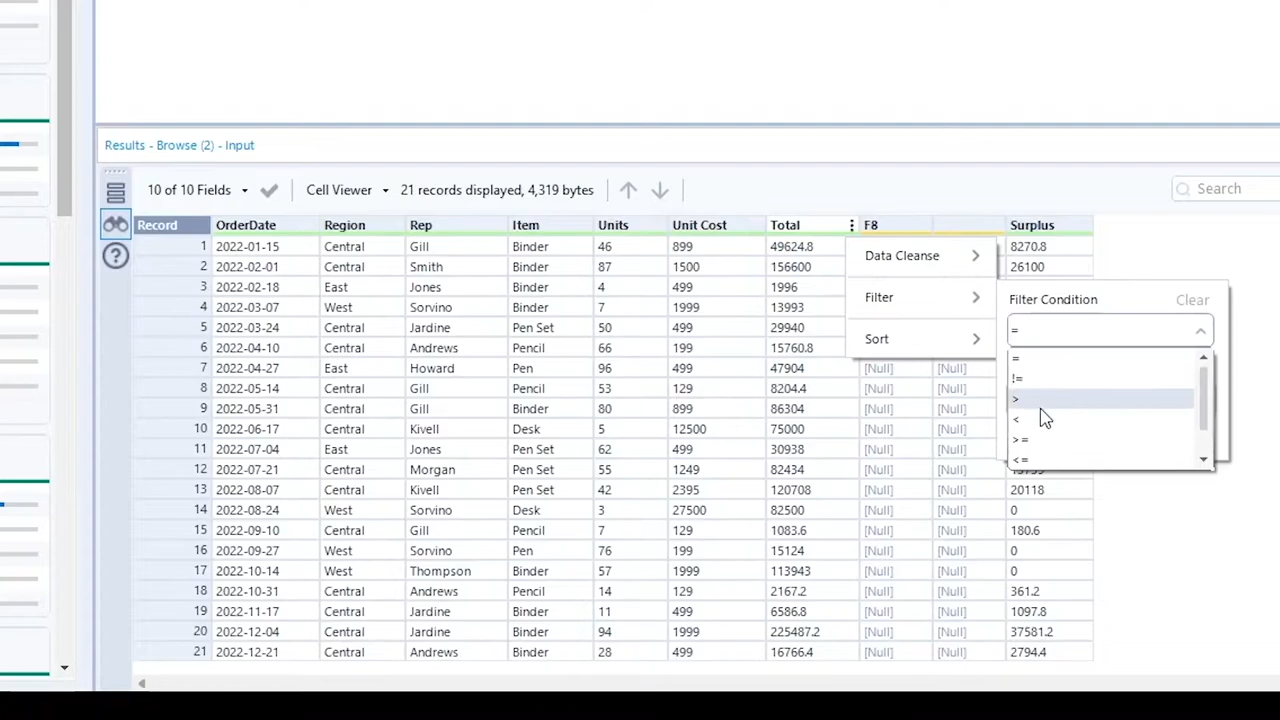 Results - Browse (2) - Input
10 of 10 Fields Cell Viewer 21 records displayed, 4,319 bytes Search
Record OrderDate Region Rep Item Units Unit Cost Total F8 Surplus
1 2022-01-15 Central Gill Binder 46 899 49624.8 8270.8
2 2022-02-01 Central Smith Binder 87 1500 156600 26100
3 2022-02-18 East Jones Binder 4 499 1996
4 2022-03-07 West Sorvino Binder 7 1999 13993
5 2022-03-24 Central Jardine Pen Set 50 499 29940
6 2022-04-10 Central Andrews Pencil 66 199 15760.8
7 2022-04-27 East Howard Pen 96 499 47904 [Null] [Null]
8 2022-05-14 Central Gill Pencil 53 129 8204.4 [Null] [Null]
9 2022-05-31 Central Gill Binder 80 899 86304 [Null] [Null]
10 2022-06-17 Central Kivell Desk 5 12500 75000 [Null] [Null]
11 2022-07-04 East Jones Binder 62 499 30938 [Null] [Null]
12 2022-07-21 Central Morgan Pen Set 55 1249 82434 [Null] [Null]
13 2022-08-07 Central Kivell Pen Set 42 2395 120708 [Null] [Null] 20118
14 2022-08-24 West Sorvino Desk 3 27500 82500 [Null] [Null] 0
15 2022-09-20 Central Gill Pencil 7 129 1083.6 [Null] [Null] 180.6
16 2022-09-27 West Sorvino Pen 76 199 15124 [Null] [Null] 0
17 2022-10-14 West Thompson Binder 57 1999 113943 [Null] [Null] 0
18 2022-10-31 Central Andrews Pencil 14 129 2167.2 [Null] [Null] 361.2
19 2022-11-17 Central Jardine Binder 11 499 6586.8 [Null] [Null] 1097.8
20 2022-12-04 Central Jardine Binder 94 1999 225487.2 [Null] [Null] 37581.2
21 2022-12-21 Central Andrews Binder 28 499 16766.4 [Null] [Null] 2794.4
Data Cleanse
Filter
Sort
Filter Condition Clear
=
=
!=
>
<
>=
<=